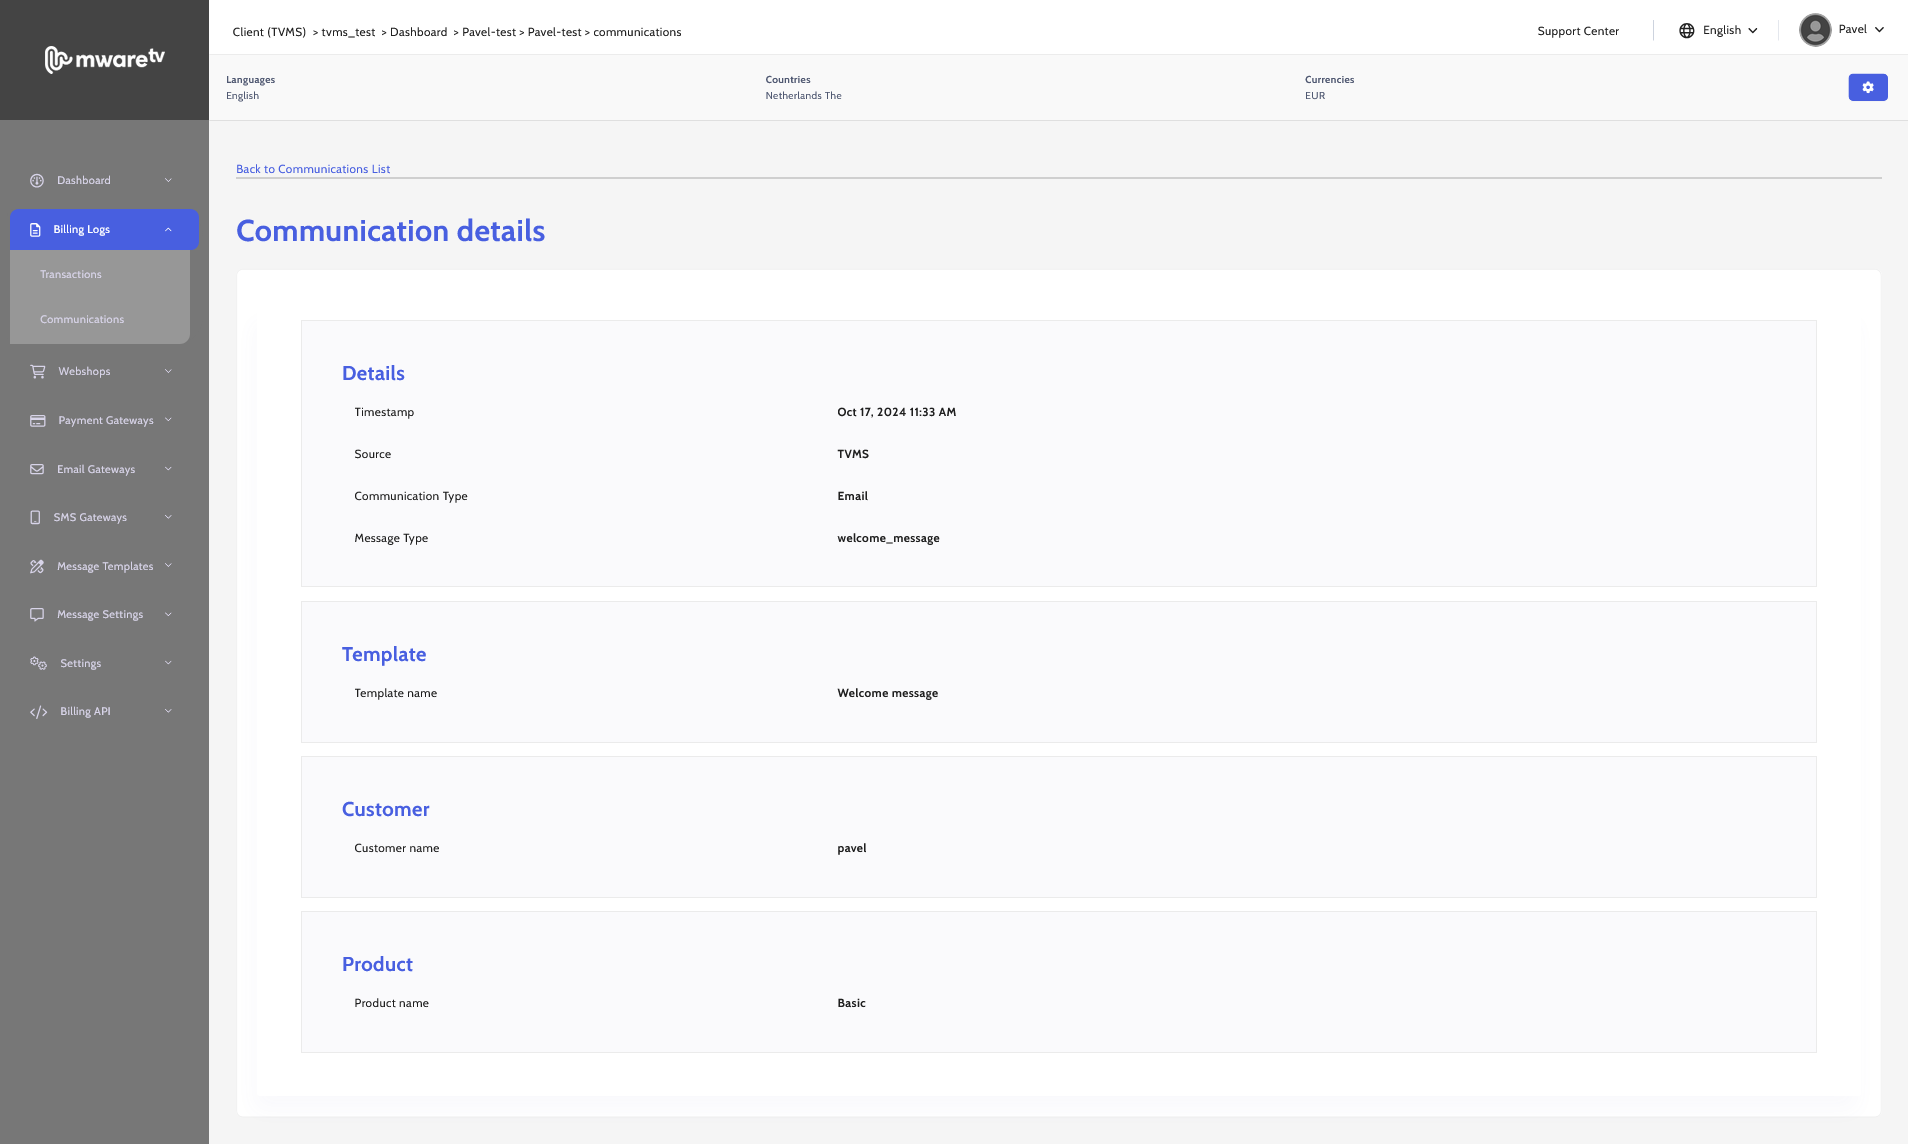 mwaretv
Client (TVMS) > tvms_test > Dashboard > Pavel-test > Pavel-test > communications
Support Center
English
Pavel
Languages
English
Countries
Netherlands The
Currencies
EUR
Dashboard
Billing Logs
Transactions
Communications
Webshops
Payment Gateways
Email Gateways
SMS Gateways
Message Templates
Message Settings
Settings
Billing API
Back to Communications List
Communication details
Details
Timestamp Oct 17, 2024 11:33 AM
Source TVMS
Communication Type Email
Message Type welcome_message
Template
Template name Welcome message
Customer
Customer name pavel
Product
Product name Basic